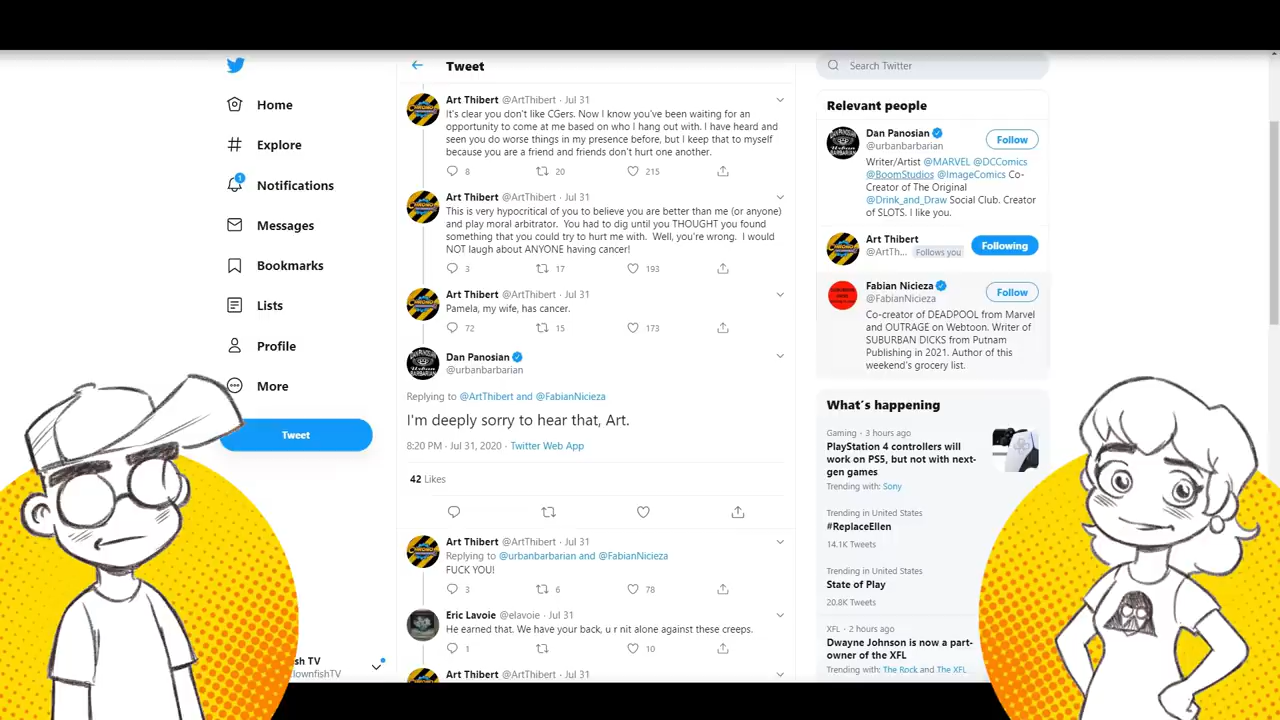 Home
Explore
Notifications
Messages
Bookmarks
Lists
Profile
More
Tweet
sh TV
lownfishTV
Tweet
Art Thibert @ArtThibert · Jul 31
It's clear you don't like CGers. Now I know you've been waiting for an
opportunity to come at me based on who I hang out with. I have heard and
seen you do worse things in my presence before, but I keep that to myself
because you are a friend and friends don't hurt one another.
8 20 215
Art Thibert @ArtThibert · Jul 31
This is very hypocritical of you to believe you are better than me (or anyone)
and play moral arbitrator. You had to dig until you THOUGHT you found
something that you could try to hurt me with. Well, you're wrong. I would
NOT laugh about ANYONE having cancer!
3 17 193
Art Thibert @ArtThibert · Jul 31
Pamela, my wife, has cancer.
72 15 173
Dan Panosian
@urbanbarbarian
Replying to @ArtThibert and @FabianNicieza
I'm deeply sorry to hear that, Art.
8:20 PM · Jul 31, 2020 · Twitter Web App
42 Likes
Art Thibert @ArtThibert · Jul 31
Replying to @urbanbarbarian and @FabianNicieza
FUCK YOU!
3 6 78
Eric Lavoie @elavoie · Jul 31
He earned that. We have your back, u r nit alone against these creeps.
1 10
Art Thibert @ArtThibert · Jul 31
Search Twitter
Relevant people
Dan Panosian
@urbanbarbarian
Follow
Writer/Artist @MARVEL @DCComics
@BoomStudios @ImageComics Co-
Creator of The Original
@Drink_and_Draw Social Club. Creator
of SLOTS. I like you.
Art Thibert
@ArtTh... Follows you
Following
Fabian Nicieza
@FabianNicieza
Follow
Co-creator of DEADPOOL from Marvel
and OUTRAGE on Webtoon. Writer of
SUBURBAN DICKS from Putnam
Publishing in 2021. Author of this
weekend's grocery list.
What's happening
Gaming · 3 hours ago
PlayStation 4 controllers will
work on PS5, but not with next-
gen games
Trending with: Sony
Trending in United States
#ReplaceEllen
14.1K Tweets
Trending in United States
State of Play
20.8K Tweets
XFL · 2 hours ago
Dwayne Johnson is now a part-
owner of the XFL
Trending with: The Rock and The XFL